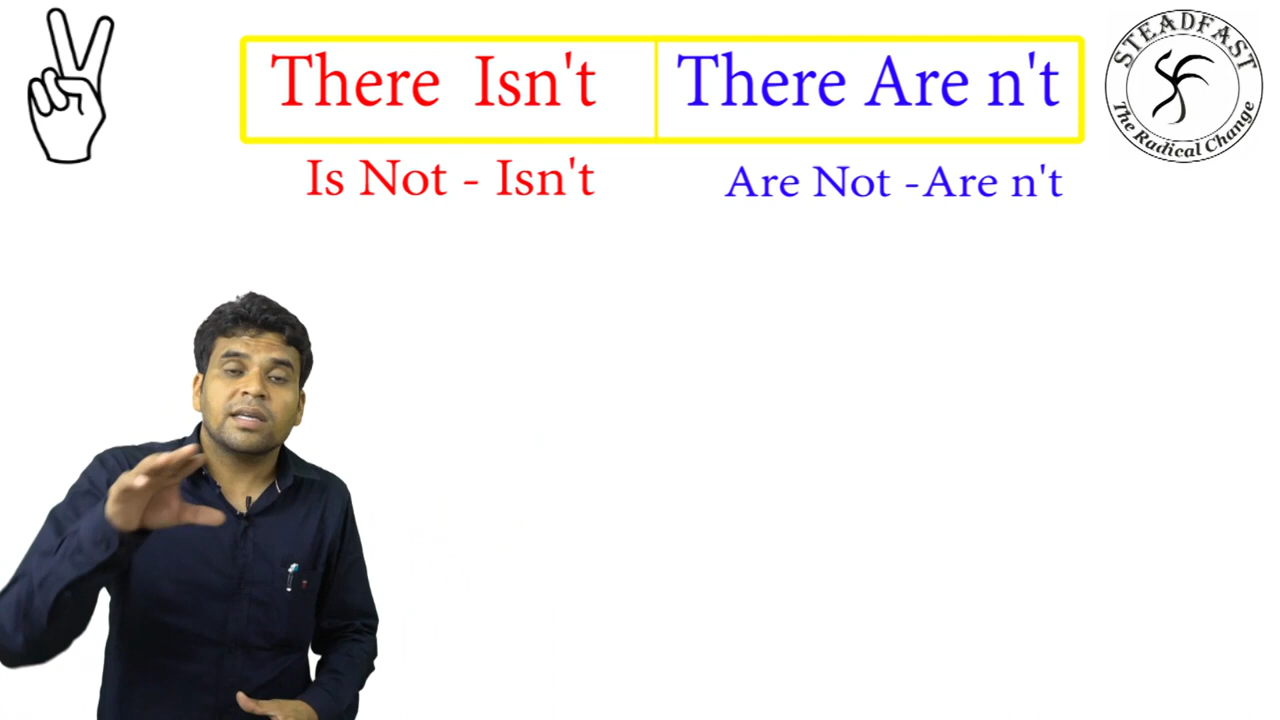 There Isn't
There Are n't
Is Not - Isn't
Are Not -Are n't
STEADFAST
The Radical Change